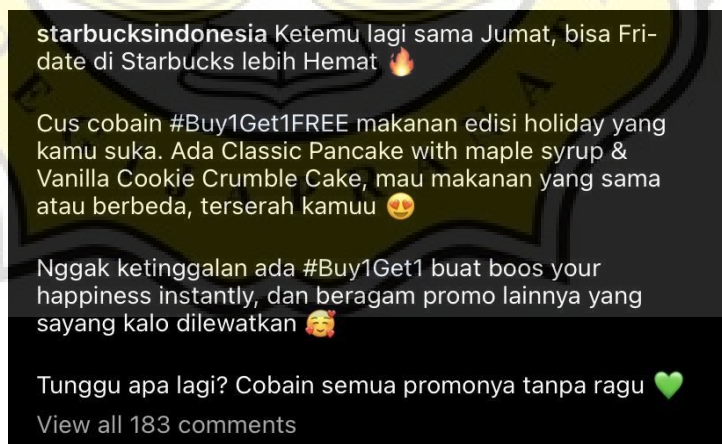 starbucksindonesia Ketemu lagi sama Jumat, bisa Fri-
date di Starbucks lebih Hemat 🔥
Cus cobain #Buy1Get1FREE makanan edisi holiday yang
kamu suka. Ada Classic Pancake with maple syrup &
Vanilla Cookie Crumble Cake, mau makanan yang sama
atau berbeda, terserah kamuu 😍
Nggak ketinggalan ada #Buy1Get1 buat boos your
happiness instantly, dan beragam promo lainnya yang
sayang kalo dilewatkan 🥰
Tunggu apa lagi? Cobain semua promonya tanpa ragu 💚
View all 183 comments